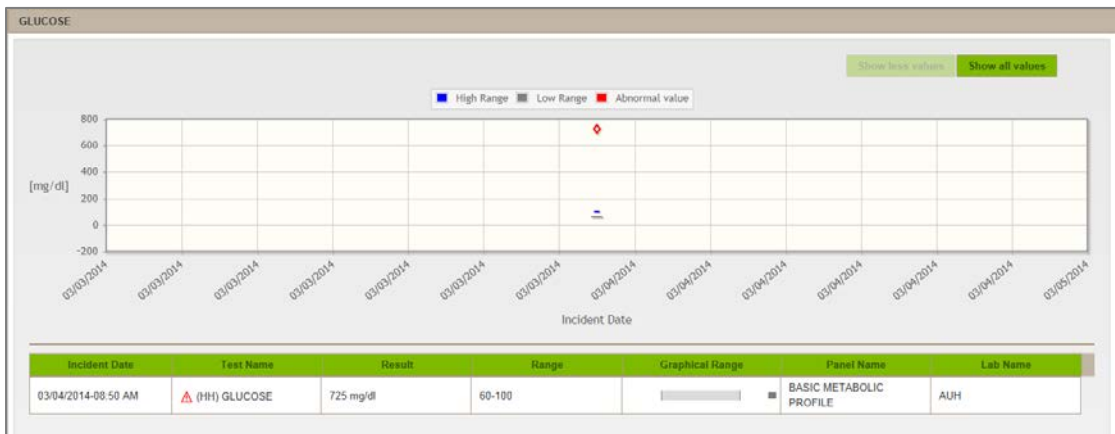 GLUCOSE
Show less values Show all values
High Range Low Range Abnormal value
800
600
400
[mg/dl]
200
0
-200
03/03/2014 03/03/2014 03/03/2014 03/03/2014 03/03/2014 03/03/2014 03/03/2014 03/04/2014 03/04/2014 03/04/2014 03/04/2014 03/04/2014 03/04/2014 03/05/2014
Incident Date
Incident Date Test Name Result Range Graphical Range Panel Name Lab Name
03/04/2014-08:50 AM (HH) GLUCOSE 725 mg/dl 60-100 BASIC METABOLIC PROFILE AUH